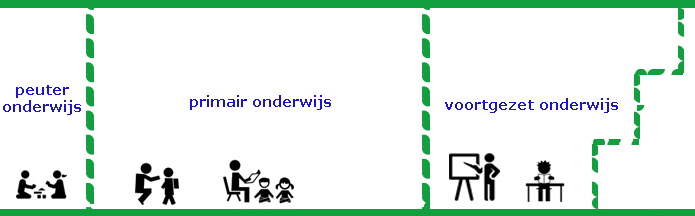 peuter
onderwijs
primair onderwijs
voortgezet onderwijs